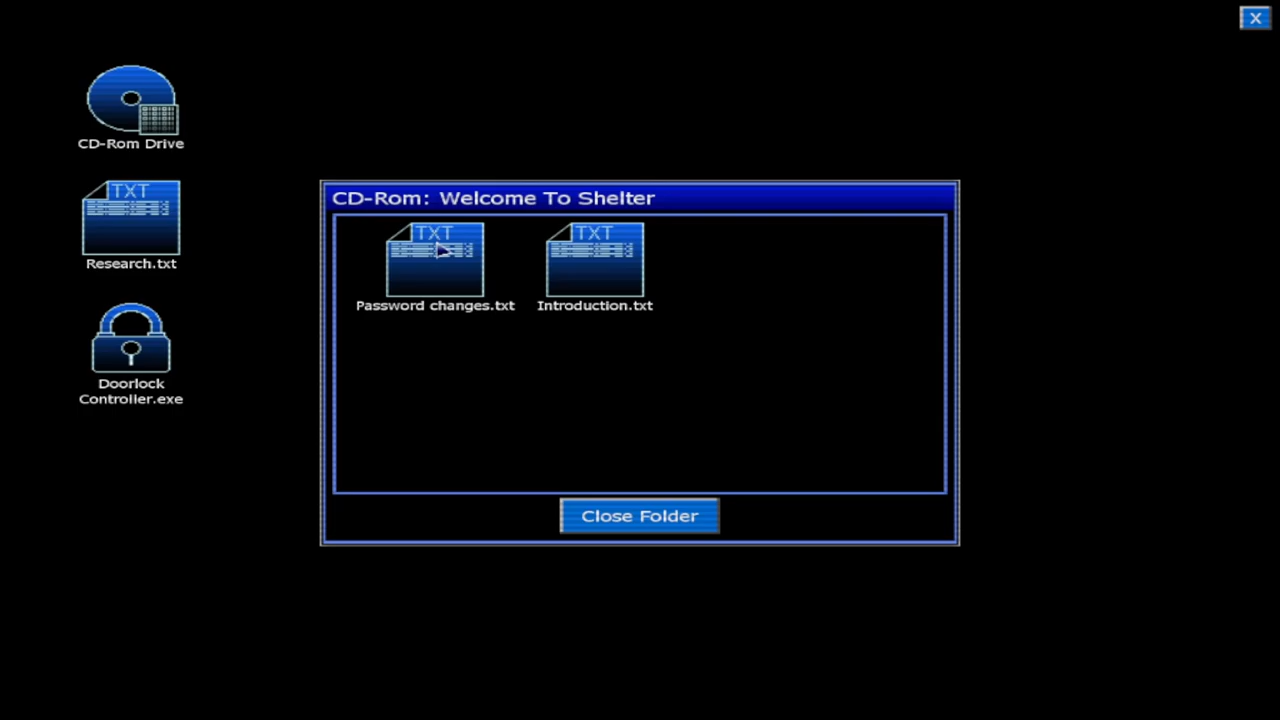 X
CD-Rom Drive
TXT
Research.txt
Doorlock
Controller.exe
CD-Rom: Welcome To Shelter
TXT
Password changes.txt
TXT
Introduction.txt
Close Folder